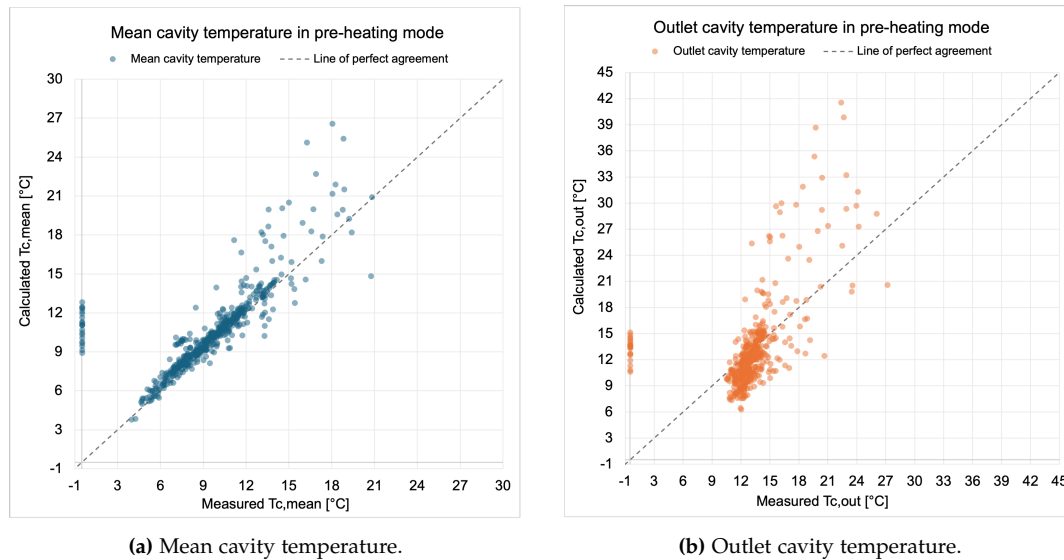 Mean cavity temperature in pre-heating mode
Mean cavity temperature
Line of perfect agreement
Calculated Tc,mean [°C]
30
27
24
21
18
15
12
9
6
3
-1
-1 3 6 9 12 15 18 21 24 27 30
Measured Tc,mean [°C]
(a) Mean cavity temperature.
Outlet cavity temperature in pre-heating mode
Outlet cavity temperature
Line of perfect agreement
Calculated Tc,out [°C]
45
42
39
36
33
30
27
24
21
18
15
12
9
6
3
-1
-1 3 6 9 12 15 18 21 24 27 30 33 36 39 42 45
Measured Tc,out [°C]
(b) Outlet cavity temperature.